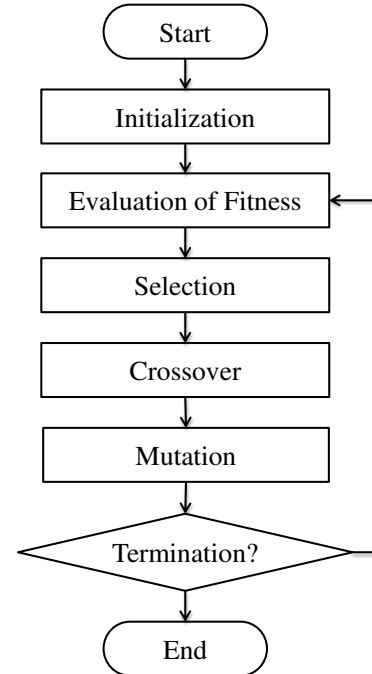 Start
Initialization
Evaluation of Fitness
Selection
Crossover
Mutation
Termination?
End